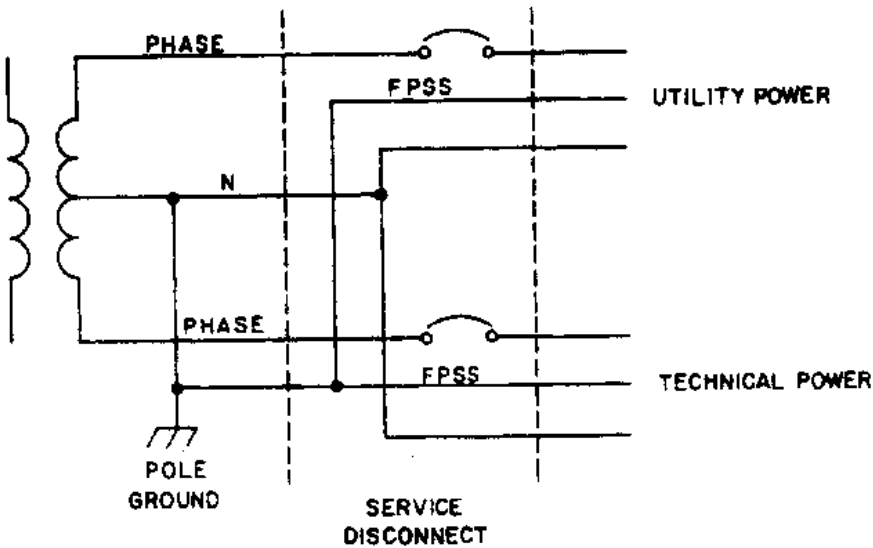 PHASE
FPSS
UTILITY POWER
N
PHASE
FPSS
TECHNICAL POWER
POLE
GROUND
SERVICE
DISCONNECT